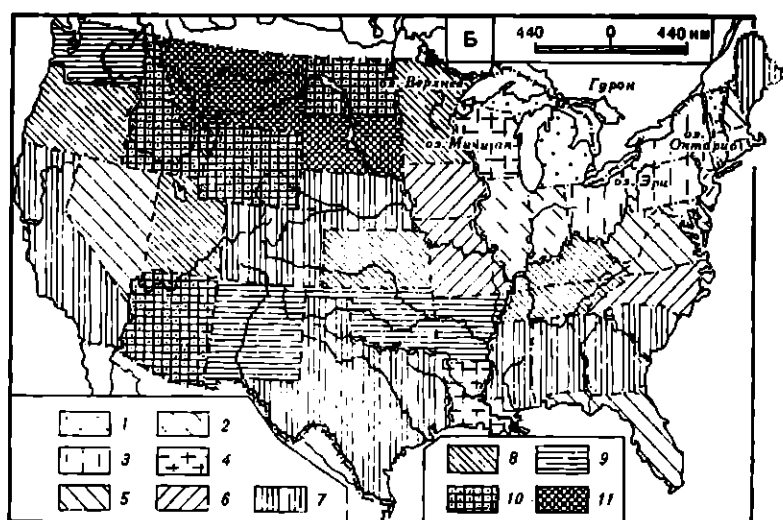 Б
440 0 440 км
оз. Верхнее
Гурон
оз. Мичиган
оз. Онтарио
оз. Эри
1 2
3 4
5 6 7
8 9
10 11